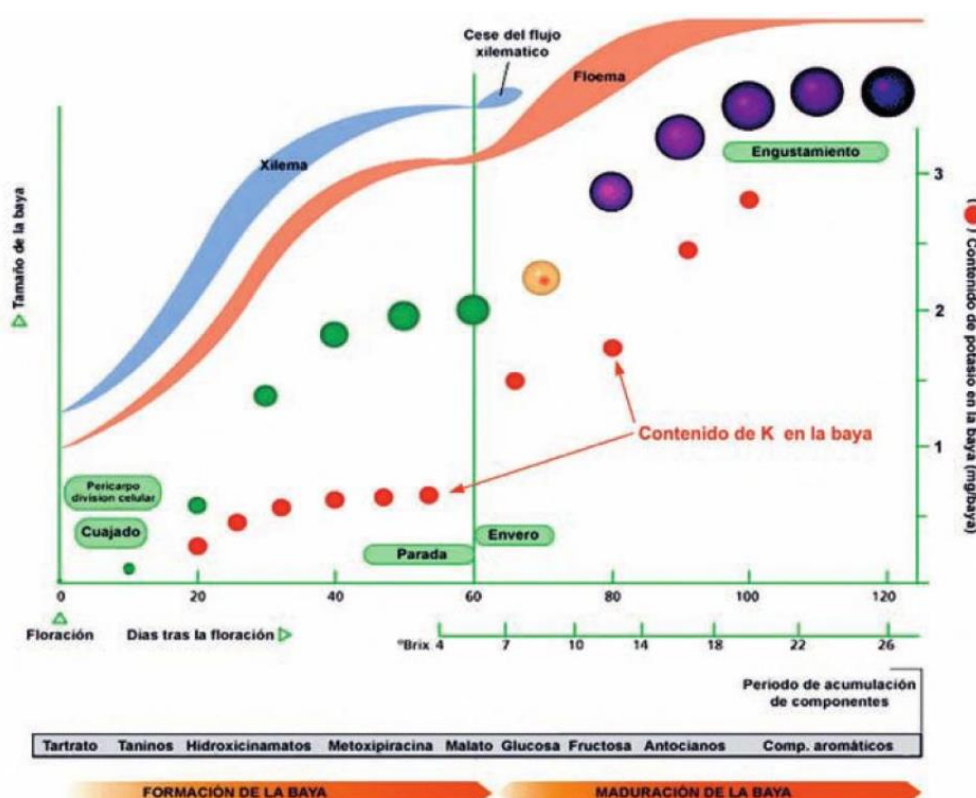 Cese del flujo
xilematico
Floema
Xilema
Engustamiento
▷ Tamaño de la baya
3
2
1
(●) Contenido de potasio en la baya (mg/baya)
Contenido de K en la baya
Pericarpo
division celular
Cuajado
Envero
Parada
0 20 40 60 80 100 120
Floración Dias tras la floración ▷
ºBrix 4 7 10 14 18 22 26
Periodo de acumulación
de componentes
Tartrato Taninos Hidroxicinamatos Metoxipiracina Malato Glucosa Fructosa Antocianos Comp. aromáticos
FORMACIÓN DE LA BAYA MADURACIÓN DE LA BAYA